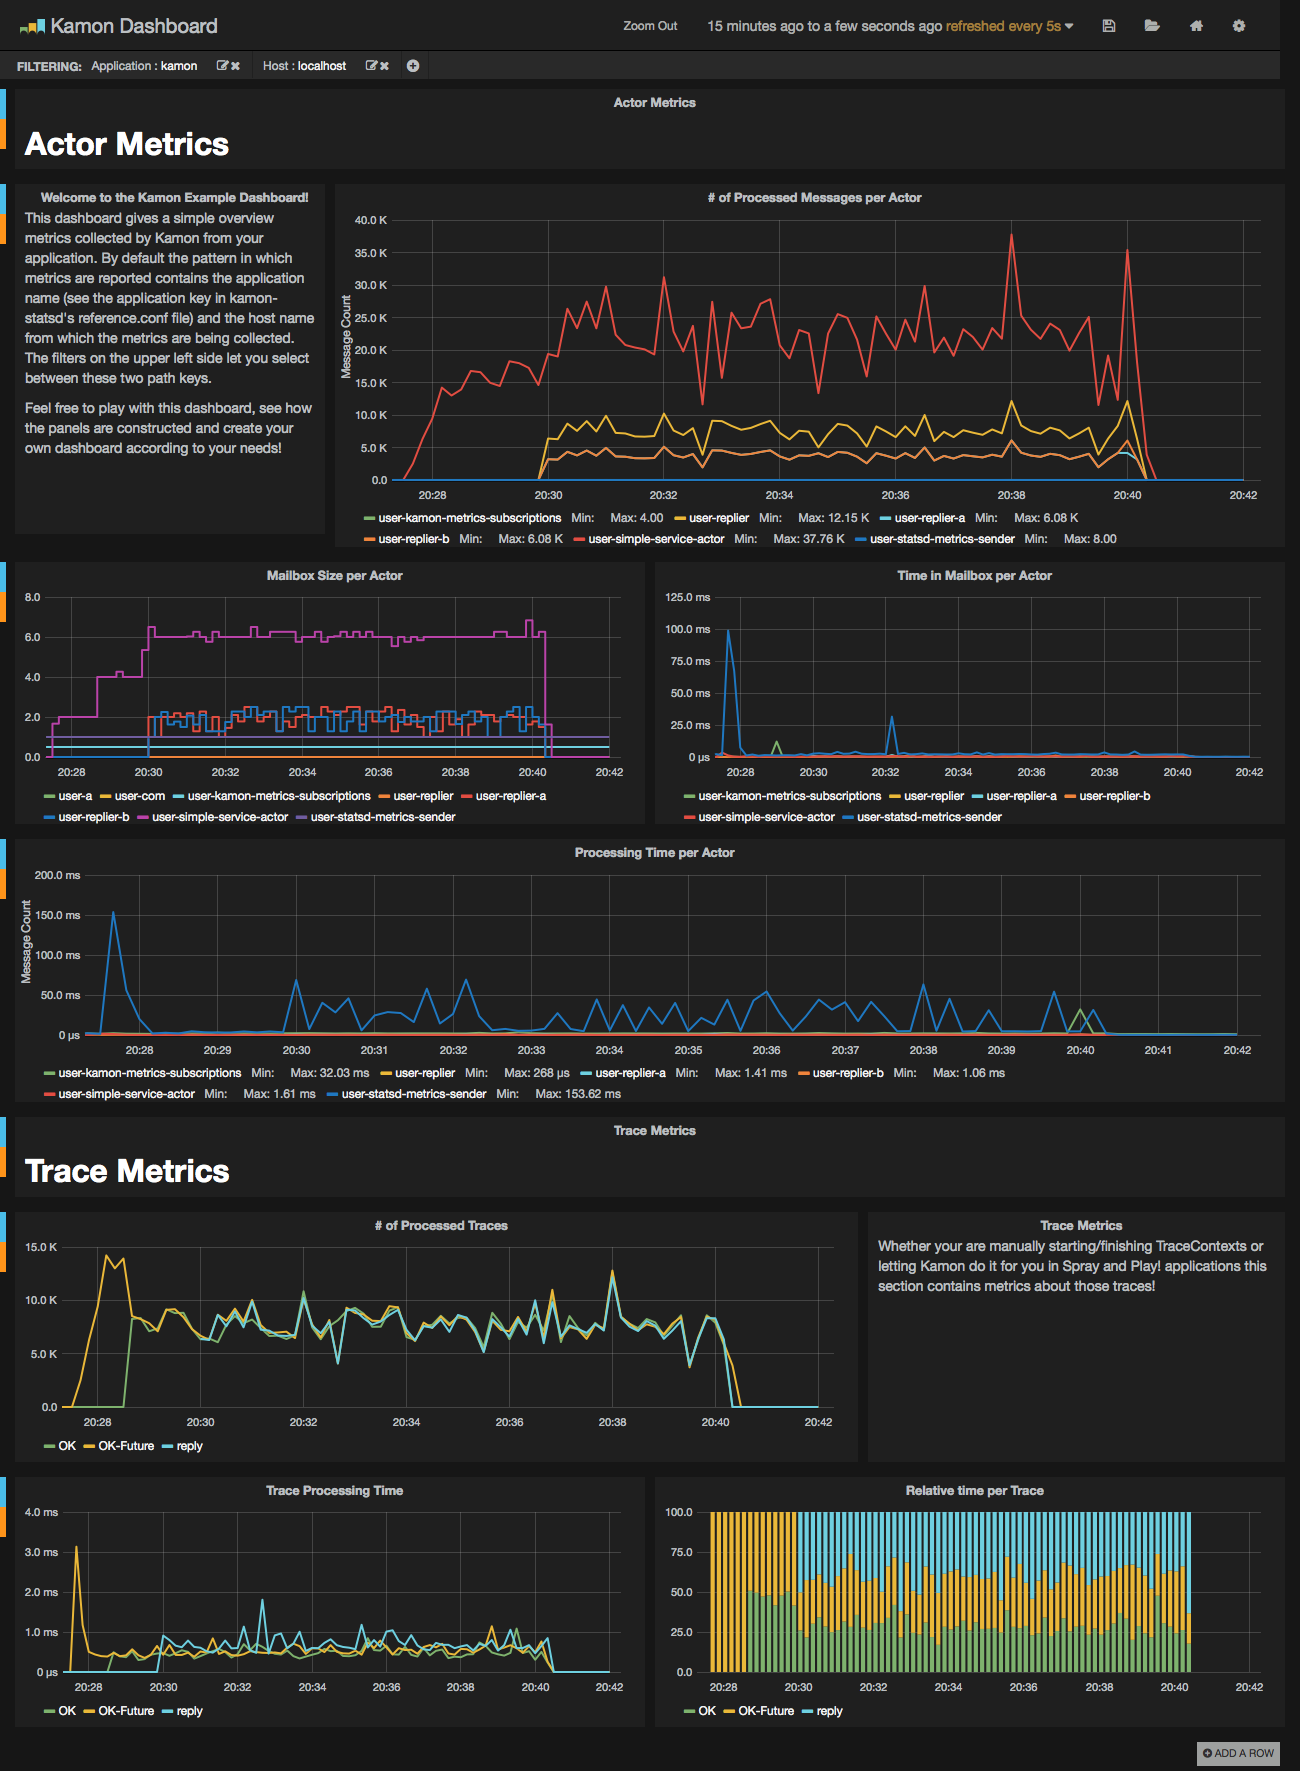 Kamon Dashboard
Zoom Out 15 minutes ago to a few seconds ago refreshed every 5s
FILTERING: Application : kamon Host : localhost
Actor Metrics
Actor Metrics
Welcome to the Kamon Example Dashboard!
This dashboard gives a simple overview
metrics collected by Kamon from your
application. By default the pattern in which
metrics are reported contains the application
name (see the application key in kamon-
statsd's reference.conf file) and the host name
from which the metrics are being collected.
The filters on the upper left side let you select
between these two path keys.
Feel free to play with this dashboard, see how
the panels are constructed and create your
own dashboard according to your needs!
# of Processed Messages per Actor
Message Count
40.0 K
35.0 K
30.0 K
25.0 K
20.0 K
15.0 K
10.0 K
5.0 K
0.0
20:28 20:30 20:32 20:34 20:36 20:38 20:40 20:42
user-kamon-metrics-subscriptions Min: Max: 4.00 user-replier Min: Max: 12.15 K user-replier-a Min: Max: 6.08 K
user-replier-b Min: Max: 6.08 K user-simple-service-actor Min: Max: 37.76 K user-statsd-metrics-sender Min: Max: 8.00
Mailbox Size per Actor
8.0
6.0
4.0
2.0
0.0
20:28 20:30 20:32 20:34 20:36 20:38 20:40 20:42
user-a user-com user-kamon-metrics-subscriptions user-replier user-replier-a
user-replier-b user-simple-service-actor user-statsd-metrics-sender
Time in Mailbox per Actor
125.0 ms
100.0 ms
75.0 ms
50.0 ms
25.0 ms
0 µs
20:28 20:30 20:32 20:34 20:36 20:38 20:40 20:42
user-kamon-metrics-subscriptions user-replier user-replier-a user-replier-b
user-simple-service-actor user-statsd-metrics-sender
Processing Time per Actor
Message Count
200.0 ms
150.0 ms
100.0 ms
50.0 ms
0 µs
20:28 20:29 20:30 20:31 20:32 20:33 20:34 20:35 20:36 20:37 20:38 20:39 20:40 20:41 20:42
user-kamon-metrics-subscriptions Min: Max: 32.03 ms user-replier Min: Max: 268 µs user-replier-a Min: Max: 1.41 ms user-replier-b Min: Max: 1.06 ms
user-simple-service-actor Min: Max: 1.61 ms user-statsd-metrics-sender Min: Max: 153.62 ms
Trace Metrics
Trace Metrics
# of Processed Traces
15.0 K
10.0 K
5.0 K
0.0
20:28 20:30 20:32 20:34 20:36 20:38 20:40 20:42
OK OK-Future reply
Trace Metrics
Whether your are manually starting/finishing TraceContexts or
letting Kamon do it for you in Spray and Play! applications this
section contains metrics about those traces!
Trace Processing Time
4.0 ms
3.0 ms
2.0 ms
1.0 ms
0 µs
20:28 20:30 20:32 20:34 20:36 20:38 20:40 20:42
OK OK-Future reply
Relative time per Trace
100.0
75.0
50.0
25.0
0.0
20:28 20:30 20:32 20:34 20:36 20:38 20:40 20:42
OK OK-Future reply
ADD A ROW